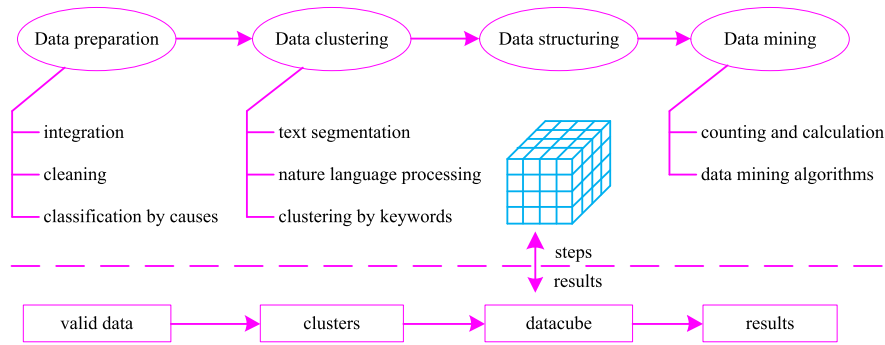 Data preparation
Data clustering
Data structuring
Data mining
integration
cleaning
classification by causes
text segmentation
nature language processing
clustering by keywords
counting and calculation
data mining algorithms
steps
results
valid data
clusters
datacube
results